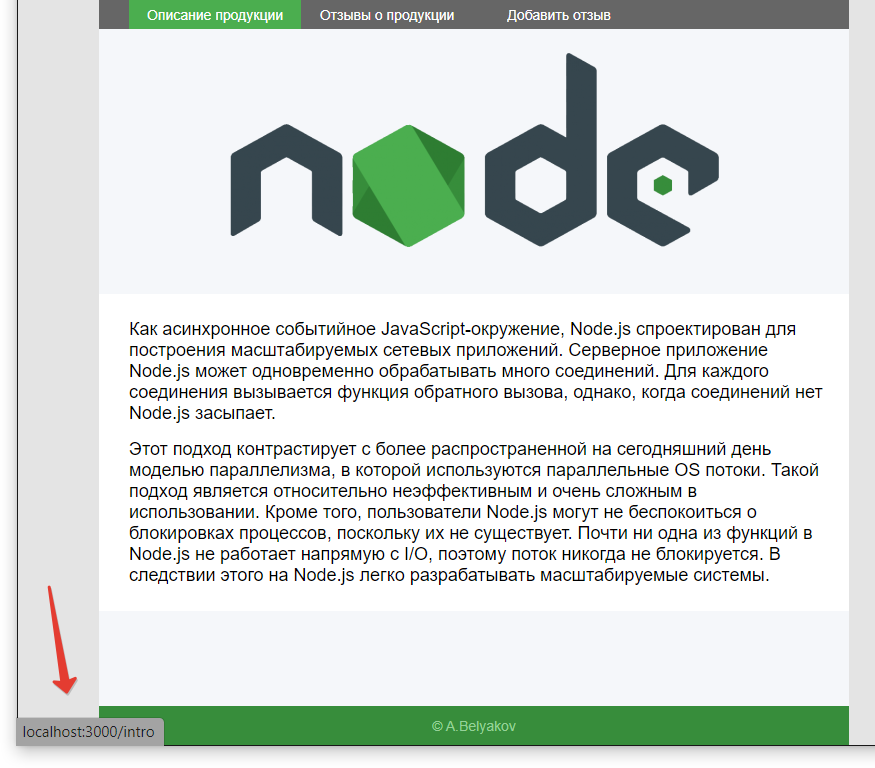 Описание продукции Отзывы о продукции Добавить отзыв
node
Как асинхронное событийное JavaScript-окружение, Node.js спроектирован для
построения масштабируемых сетевых приложений. Серверное приложение
Node.js может одновременно обрабатывать много соединений. Для каждого
соединения вызывается функция обратного вызова, однако, когда соединений нет
Node.js засыпает.
Этот подход контрастирует с более распространенной на сегодняшний день
моделью параллелизма, в которой используются параллельные OS потоки. Такой
подход является относительно неэффективным и очень сложным в
использовании. Кроме того, пользователи Node.js могут не беспокоиться о
блокировках процессов, поскольку их не существует. Почти ни одна из функций в
Node.js не работает напрямую с I/O, поэтому поток никогда не блокируется. В
следствии этого на Node.js легко разрабатывать масштабируемые системы.
© A.Belyakov
localhost:3000/intro